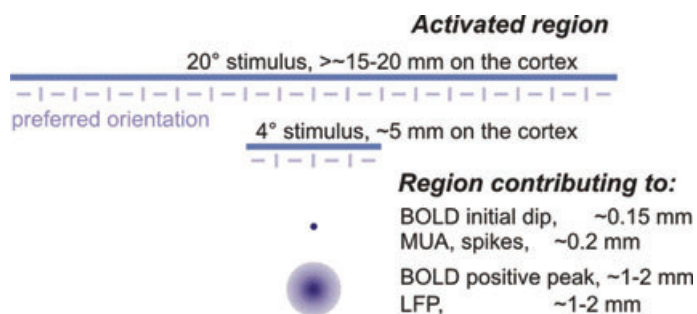 Activated region
20° stimulus, >~15-20 mm on the cortex
preferred orientation
4° stimulus, ~5 mm on the cortex
Region contributing to:
BOLD initial dip, ~0.15 mm
MUA, spikes, ~0.2 mm
BOLD positive peak, ~1-2 mm
LFP, ~1-2 mm